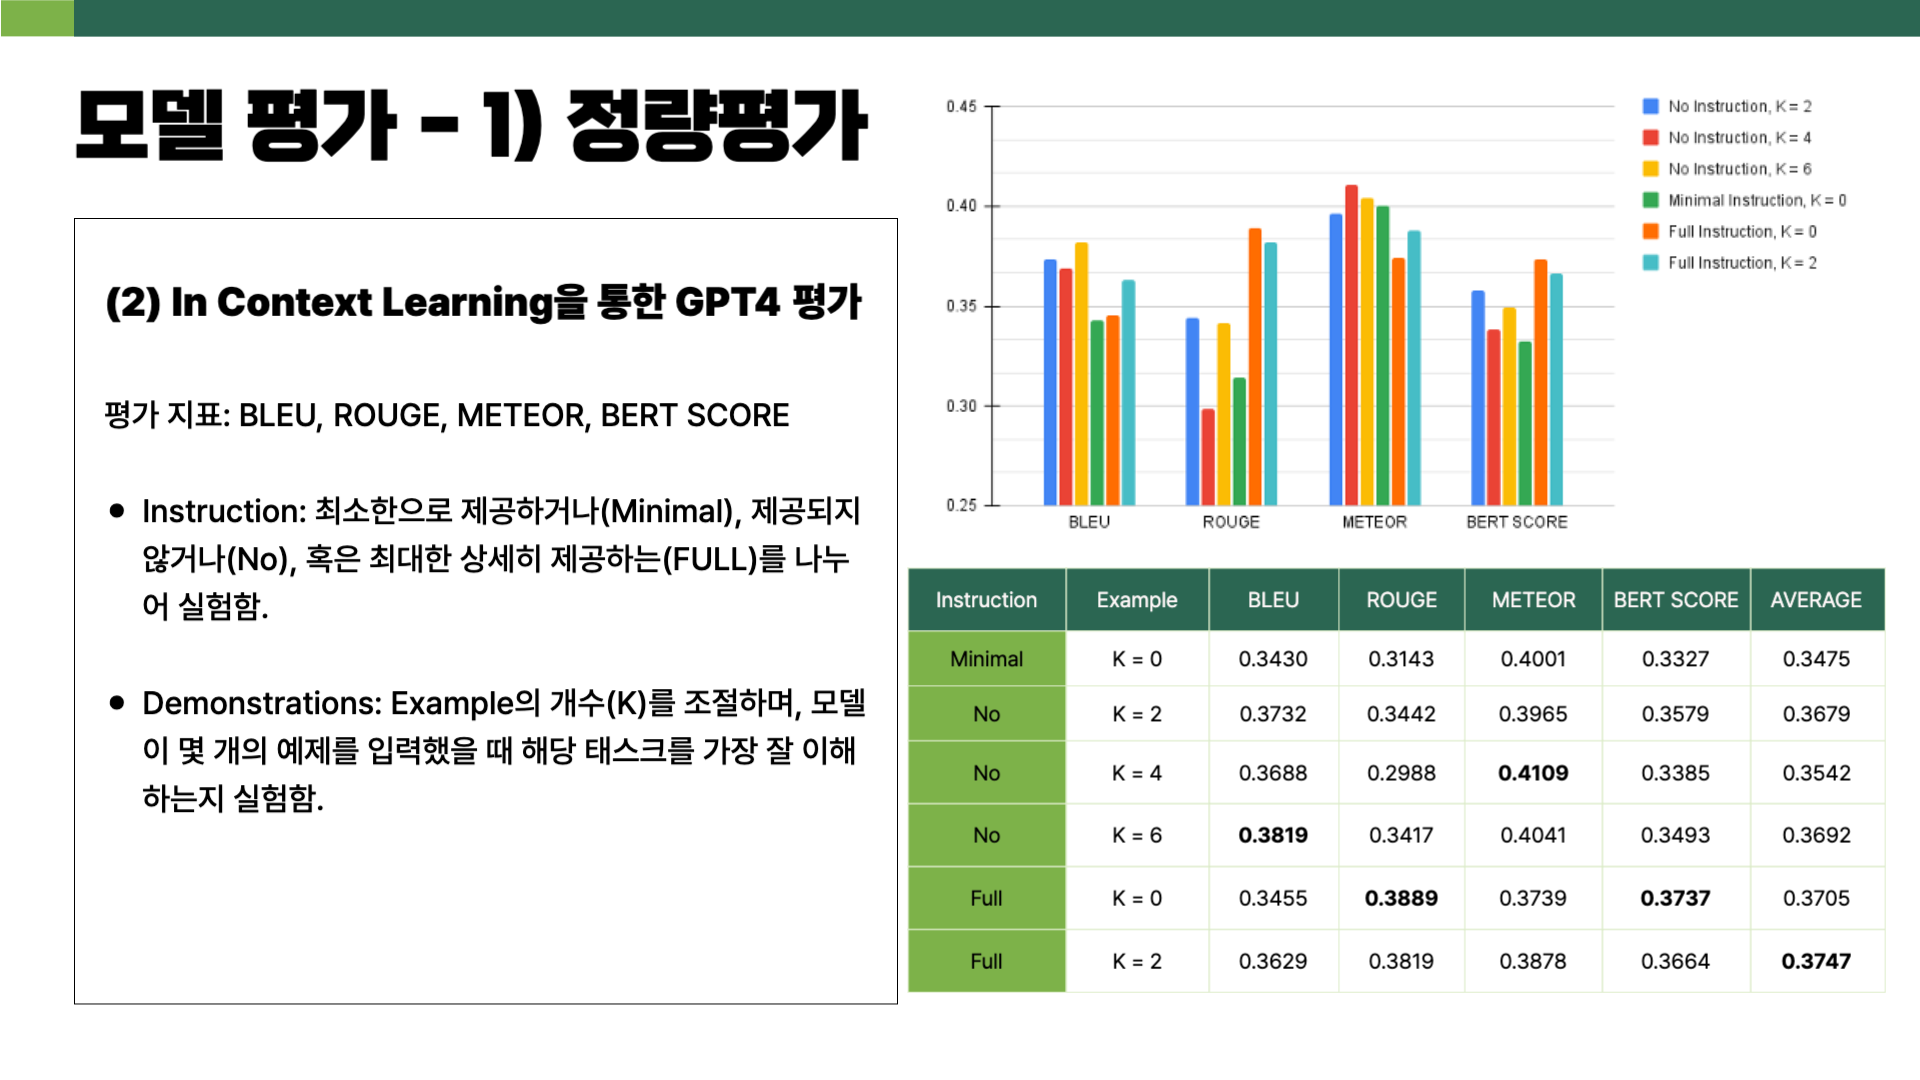 모델 평가 - 1) 정량평가
(2) In Context Learning을 통한 GPT4 평가
평가 지표: BLEU, ROUGE, METEOR, BERT SCORE
● Instruction: 최소한으로 제공하거나(Minimal), 제공되지
않거나(No), 혹은 최대한 상세히 제공하는(FULL)를 나누
어 실험함.
● Demonstrations: Example의 개수(K)를 조절하며, 모델
이 몇 개의 예제를 입력했을 때 해당 태스크를 가장 잘 이해
하는지 실험함.
0.45
0.40
0.35
0.30
0.25
BLEU ROUGE METEOR BERT SCORE
No Instruction, K = 2
No Instruction, K = 4
No Instruction, K = 6
Minimal Instruction, K = 0
Full Instruction, K = 0
Full Instruction, K = 2
Instruction Example BLEU ROUGE METEOR BERT SCORE AVERAGE
Minimal K = 0 0.3430 0.3143 0.4001 0.3327 0.3475
No K = 2 0.3732 0.3442 0.3965 0.3579 0.3679
No K = 4 0.3688 0.2988 0.4109 0.3385 0.3542
No K = 6 0.3819 0.3417 0.4041 0.3493 0.3692
Full K = 0 0.3455 0.3889 0.3739 0.3737 0.3705
Full K = 2 0.3629 0.3819 0.3878 0.3664 0.3747